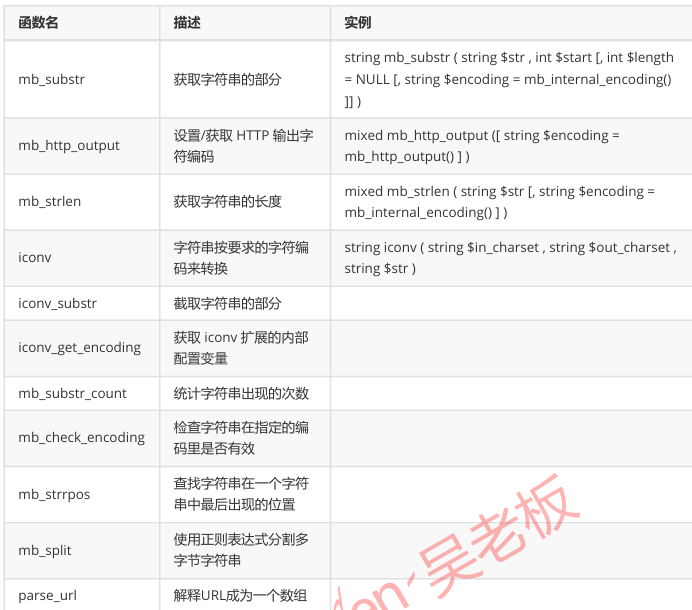 函数名 描述 实例
mb_substr 获取字符串的部分 string mb_substr ( string $str , int $start [, int $length
= NULL [, string $encoding = mb_internal_encoding()
]] )
mb_http_output 设置/获取 HTTP 输出字
符编码 mixed mb_http_output ([ string $encoding =
mb_http_output() ] )
mb_strlen 获取字符串的长度 mixed mb_strlen ( string $str [, string $encoding =
mb_internal_encoding() ] )
iconv 字符串按要求的字符编
码来转换 string iconv ( string $in_charset , string $out_charset ,
string $str )
iconv_substr 截取字符串的部分
iconv_get_encoding 获取 iconv 扩展的内部
配置变量
mb_substr_count 统计字符串出现的次数
mb_check_encoding 检查字符串在指定的编
码里是否有效
mb_strrpos 查找字符串在一个字符
串中最后出现的位置
mb_split 使用正则表达式分割多
字节字符串
parse_url 解释URL成为一个数组
en-吴老板